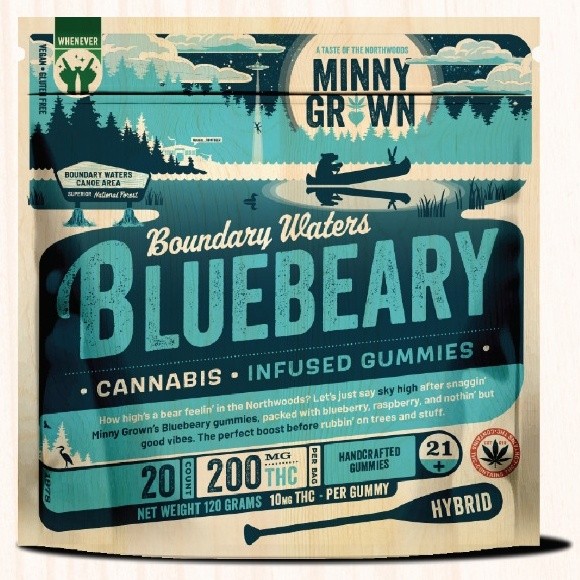 WHENEVER
VEGAN • GLUTEN FREE
A TASTE OF THE NORTHWOODS
MINNY
GROWN
BOUNDARY WATERS
CANOE AREA
SUPERIOR National Forest
Boundary Waters
BLUEBEARY
• CANNABIS • INFUSED GUMMIES •
How high's a bear feelin' in the Northwoods? Let's just say sky high after snaggin'
Minny Grown's Bluebeary gummies, packed with blueberry, raspberry, and nothin' but
good vibes. The perfect boost before rubbin' on trees and stuff.
1978
20 COUNT
200 MG THC PER BAG
HANDCRAFTED
GUMMIES
21
+
NET WEIGHT 120 GRAMS 10MG THC • PER GUMMY
HYBRID